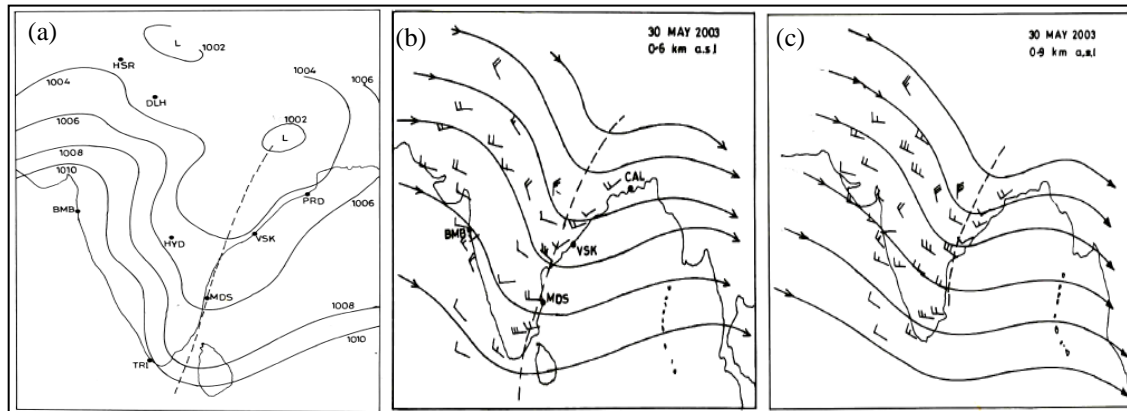 (a)
L
1002
HSR
1004
DLH
1004
1006
1006
1002
L
1008
1010
PRD
1006
BMB
HYD
VSK
MDS
1008
1010
TRI
(b)
30 MAY 2003
0·6 km a.s.l
CAL
BMB
VSK
MDS
(c)
30 MAY 2003
0·9 km a.s.l